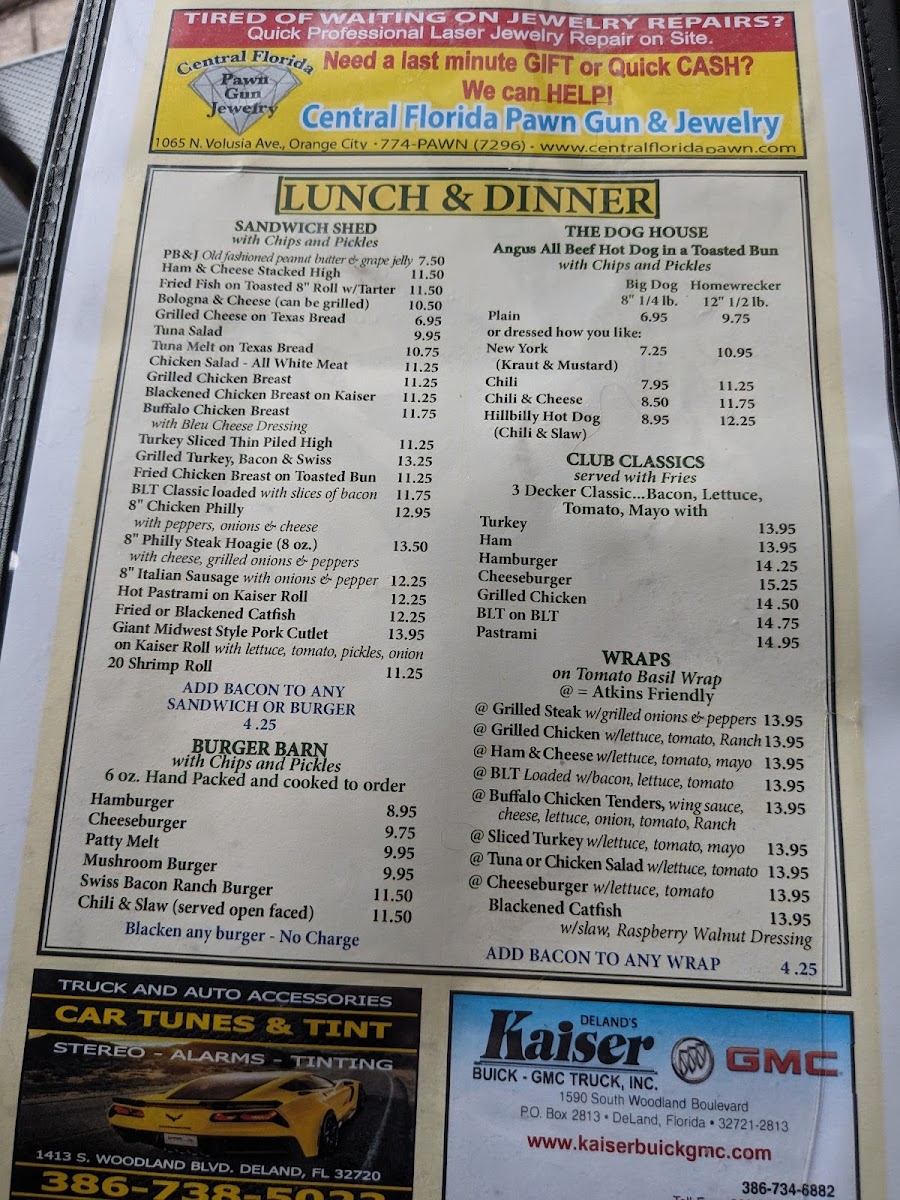 TIRED OF WAITING ON JEWELRY REPAIRS?
Quick Professional Laser Jewelry Repair on Site.
Central Florida
Pawn
Gun
Jewelry
Need a last minute GIFT or Quick CASH?
We can HELP!
Central Florida Pawn Gun & Jewelry
1065 N. Volusia Ave., Orange City · 774-PAWN (7296) · www.centralfloridapawn.com
LUNCH & DINNER
SANDWICH SHED
with Chips and Pickles
PB&J Old fashioned peanut butter & grape jelly 7.50
Ham & Cheese Stacked High 11.50
Fried Fish on Toasted 8" Roll w/Tarter 11.50
Bologna & Cheese (can be grilled) 10.50
Grilled Cheese on Texas Bread 6.95
Tuna Salad 9.95
Tuna Melt on Texas Bread 10.75
Chicken Salad - All White Meat 11.25
Grilled Chicken Breast 11.25
Blackened Chicken Breast on Kaiser 11.25
Buffalo Chicken Breast 11.75
with Bleu Cheese Dressing
Turkey Sliced Thin Piled High 11.25
Grilled Turkey, Bacon & Swiss 13.25
Fried Chicken Breast on Toasted Bun 11.25
BLT Classic loaded with slices of bacon 11.75
8" Chicken Philly 12.95
with peppers, onions & cheese
8" Philly Steak Hoagie (8 oz.) 13.50
with cheese, grilled onions & peppers
8" Italian Sausage with onions & pepper 12.25
Hot Pastrami on Kaiser Roll 12.25
Fried or Blackened Catfish 12.25
Giant Midwest Style Pork Cutlet 13.95
on Kaiser Roll with lettuce, tomato, pickles, onion
20 Shrimp Roll 11.25
ADD BACON TO ANY
SANDWICH OR BURGER
4.25
BURGER BARN
with Chips and Pickles
6 oz. Hand Packed and cooked to order
Hamburger 8.95
Cheeseburger 9.75
Patty Melt 9.95
Mushroom Burger 9.95
Swiss Bacon Ranch Burger 11.50
Chili & Slaw (served open faced) 11.50
Blacken any burger - No Charge
THE DOG HOUSE
Angus All Beef Hot Dog in a Toasted Bun
with Chips and Pickles
Big Dog Homewrecker
8" 1/4 lb. 12" 1/2 lb.
Plain 6.95 9.75
or dressed how you like:
New York 7.25 10.95
(Kraut & Mustard)
Chili 7.95 11.25
Chili & Cheese 8.50 11.75
Hillbilly Hot Dog 8.95 12.25
(Chili & Slaw)
CLUB CLASSICS
served with Fries
3 Decker Classic...Bacon, Lettuce,
Tomato, Mayo with
Turkey 13.95
Ham 13.95
Hamburger 14.25
Cheeseburger 15.25
Grilled Chicken 14.50
BLT on BLT 14.75
Pastrami 14.95
WRAPS
on Tomato Basil Wrap
@ = Atkins Friendly
@ Grilled Steak w/grilled onions & peppers 13.95
@ Grilled Chicken w/lettuce, tomato, Ranch 13.95
@ Ham & Cheese w/lettuce, tomato, mayo 13.95
@ BLT Loaded w/bacon, lettuce, tomato 13.95
@ Buffalo Chicken Tenders, wing sauce, 13.95
cheese, lettuce, onion, tomato, Ranch
@ Sliced Turkey w/lettuce, tomato, mayo 13.95
@ Tuna or Chicken Salad w/lettuce, tomato 13.95
@ Cheeseburger w/lettuce, tomato 13.95
Blackened Catfish 13.95
w/slaw, Raspberry Walnut Dressing
ADD BACON TO ANY WRAP 4.25
TRUCK AND AUTO ACCESSORIES
CAR TUNES & TINT
STEREO - ALARMS - TINTING
1413 S. WOODLAND BLVD. DELAND, FL 32720
386-738-5022
DELAND'S
Kaiser
BUICK - GMC TRUCK, INC.
GMC
1590 South Woodland Boulevard
P.O. Box 2813 • DeLand, Florida • 32721-2813
www.kaiserbuickgmc.com
386-734-6882